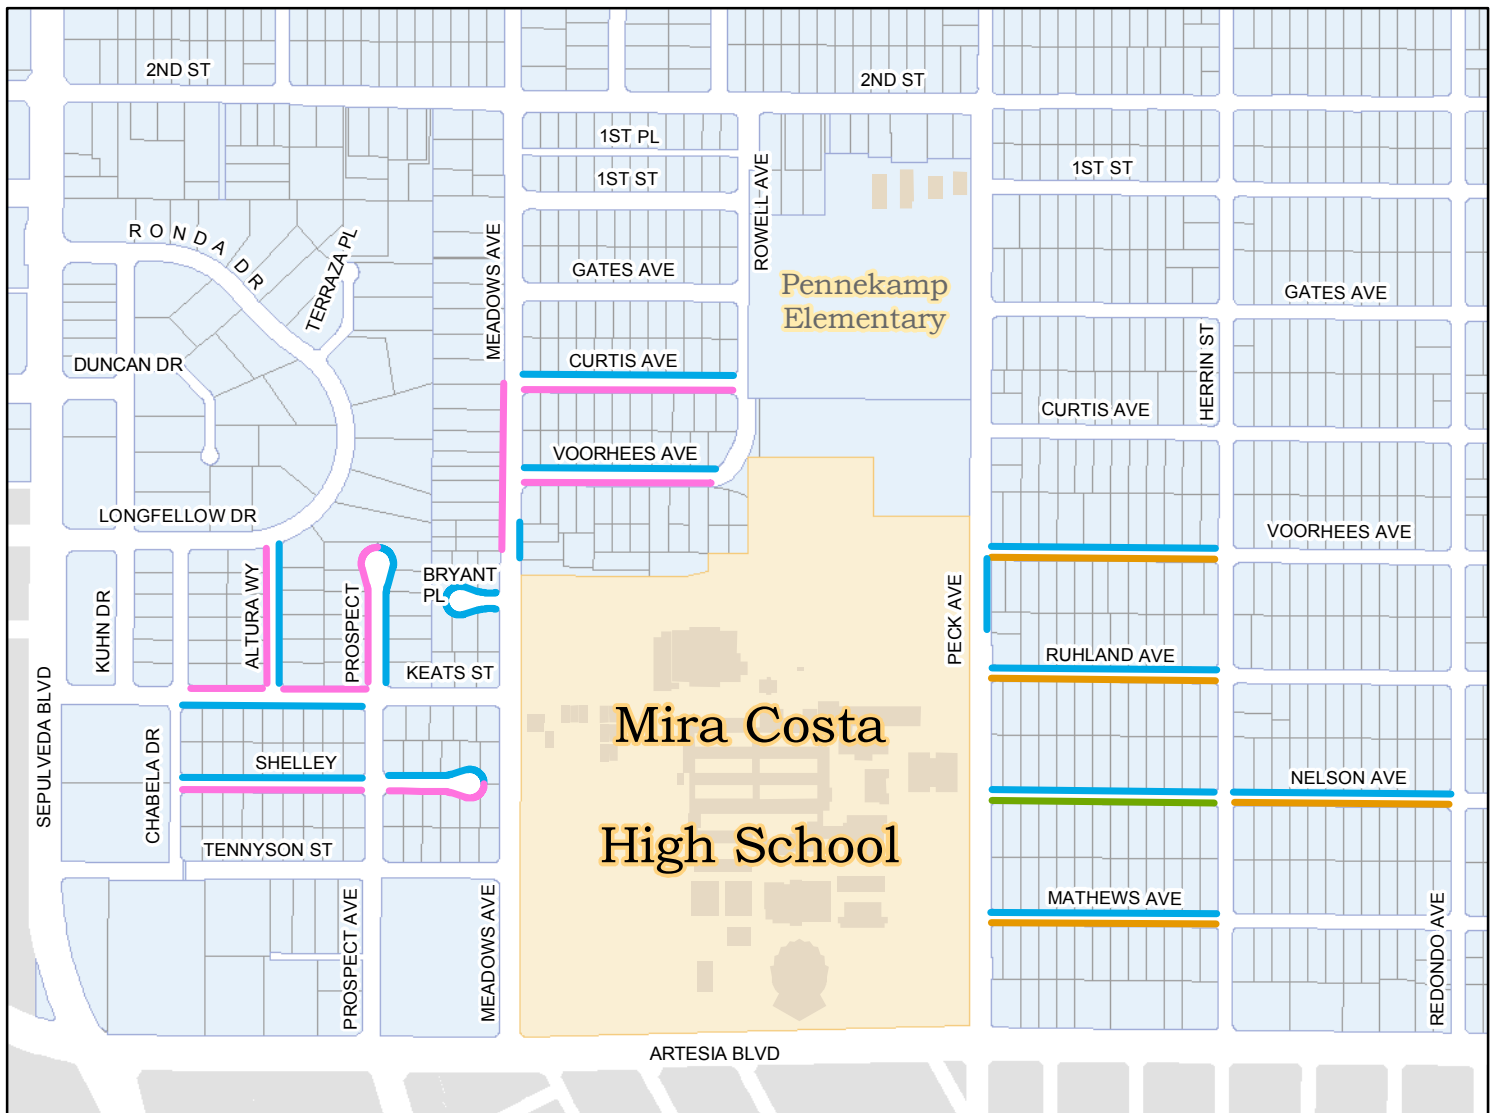 2ND ST
2ND ST
1ST PL
1ST ST
1ST ST
ROWELL AVE
RONDA DR
TERRAZA PL
MEADOWS AVE
GATES AVE
GATES AVE
Pennekamp
Elementary
DUNCAN DR
CURTIS AVE
HERRIN ST
CURTIS AVE
VOORHEES AVE
LONGFELLOW DR
VOORHEES AVE
KUHN DR
ALTURA WY
PROSPECT
BRYANT
PL
PECK AVE
KEATS ST
RUHLAND AVE
SEPULVEDA BLVD
CHABELA DR
SHELLEY
Mira Costa
High School
NELSON AVE
TENNYSON ST
MATHEWS AVE
PROSPECT AVE
MEADOWS AVE
REDONDO AVE
ARTESIA BLVD